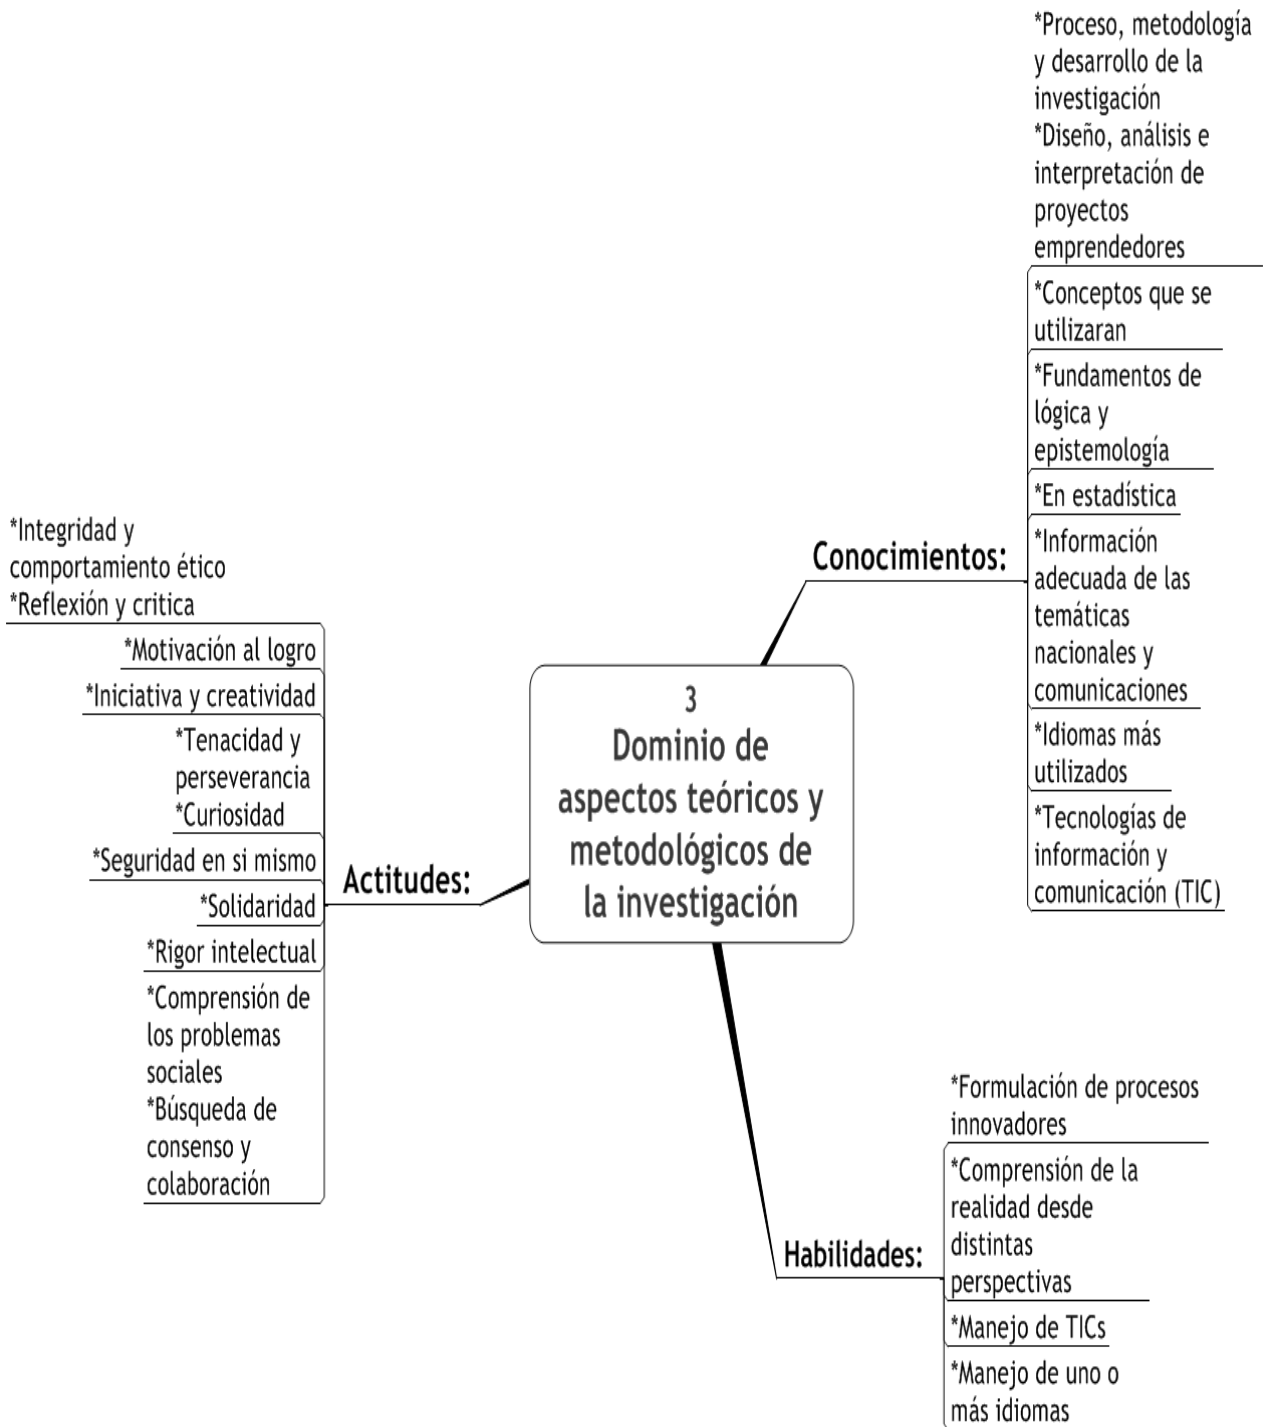 3
Dominio de
aspectos teóricos y
metodológicos de
la investigación
Conocimientos:
*Proceso, metodología
y desarrollo de la
investigación
*Diseño, análisis e
interpretación de
proyectos
emprendedores
*Conceptos que se
utilizaran
*Fundamentos de
lógica y
epistemología
*En estadística
*Información
adecuada de las
temáticas
nacionales y
comunicaciones
*Idiomas más
utilizados
*Tecnologías de
información y
comunicación (TIC)
Habilidades:
*Formulación de procesos
innovadores
*Comprensión de la
realidad desde
distintas
perspectivas
*Manejo de TICs
*Manejo de uno o
más idiomas
Actitudes:
*Integridad y
comportamiento ético
*Reflexión y critica
*Motivación al logro
*Iniciativa y creatividad
*Tenacidad y
perseverancia
*Curiosidad
*Seguridad en si mismo
*Solidaridad
*Rigor intelectual
*Comprensión de
los problemas
sociales
*Búsqueda de
consenso y
colaboración